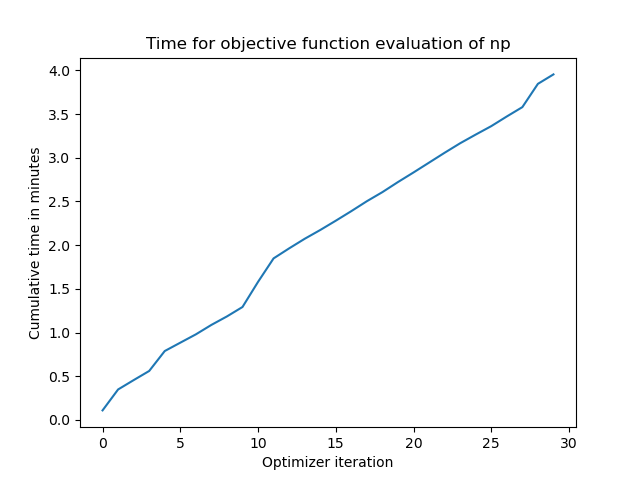 Time for objective function evaluation of np
4.0
3.5
3.0
2.5
2.0
1.5
1.0
0.5
0.0
Cumulative time in minutes
0 5 10 15 20 25 30
Optimizer iteration